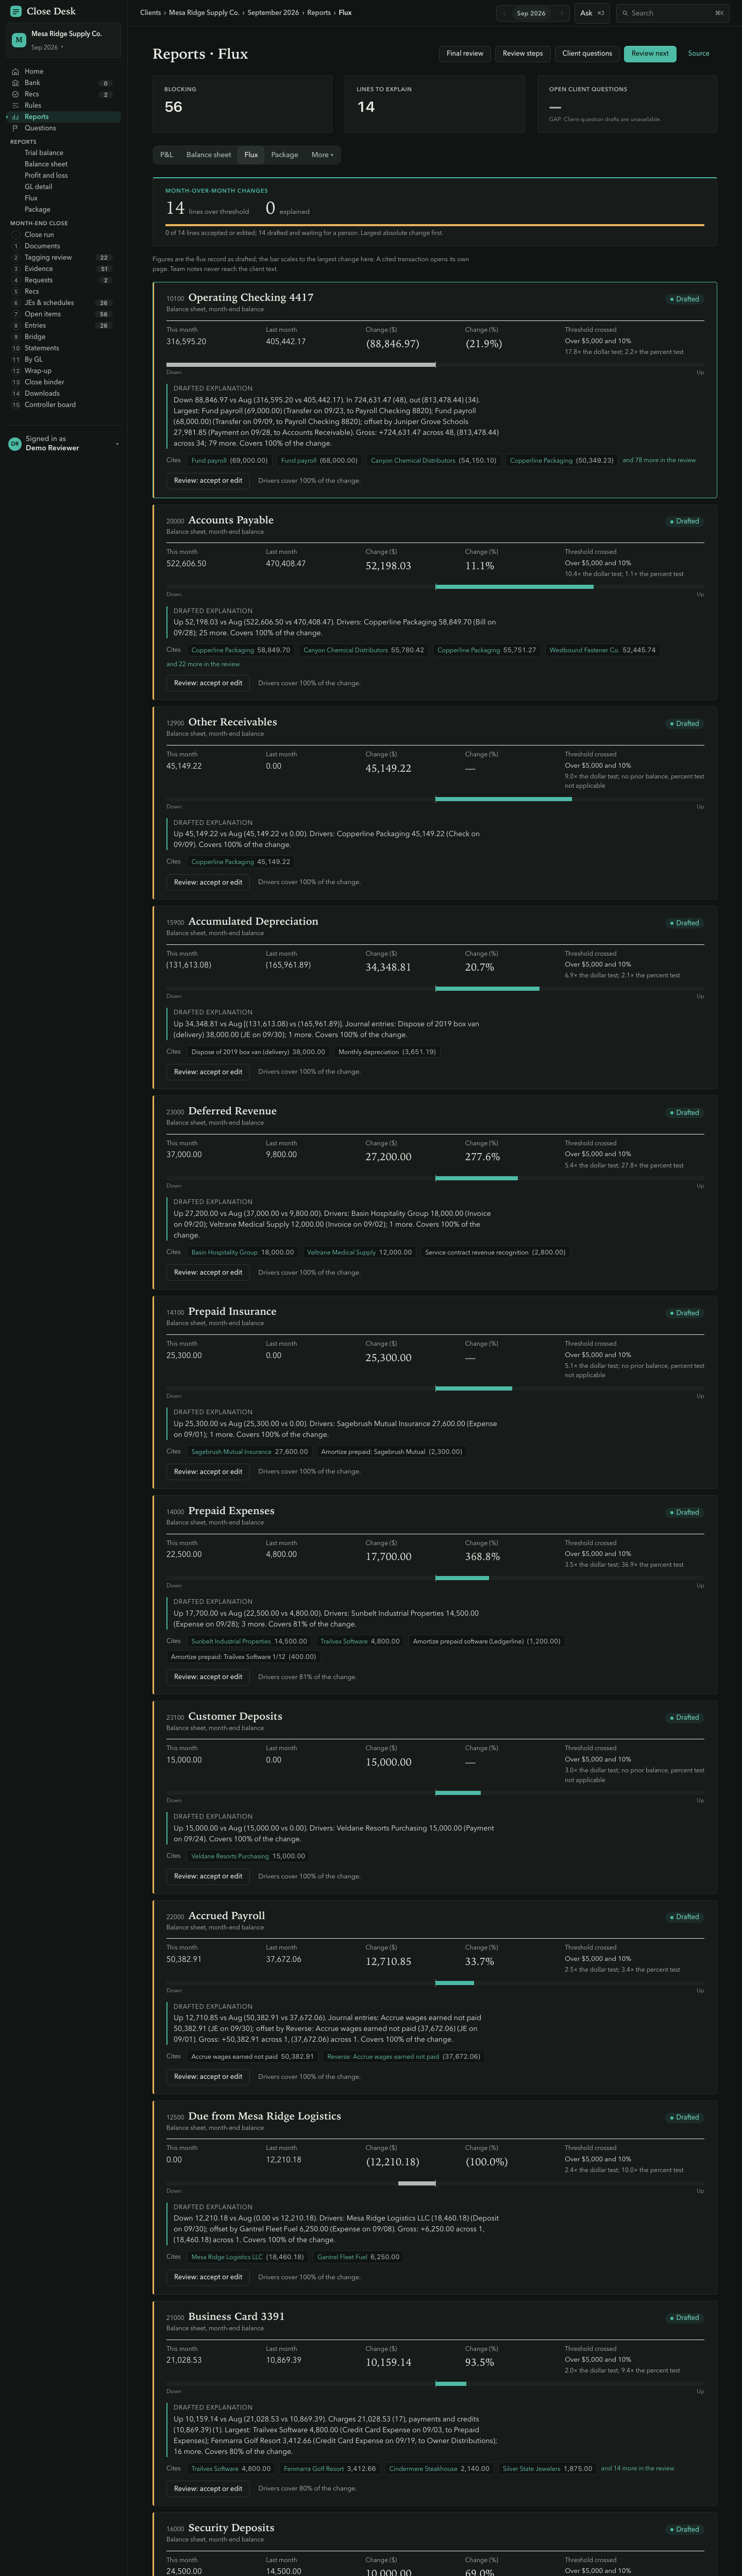 Close Desk
M
Mesa Ridge Supply Co.
Sep 2026
Home
Bank 0
Recs 2
Rules
Reports
Questions
REPORTS
Trial balance
Balance sheet
Profit and loss
GL detail
Flux
Package
MONTH-END CLOSE
Close run
1 Documents
2 Tagging review 22
3 Evidence 51
4 Requests 2
5 Recs
6 JEs & schedules 26
7 Open items 56
8 Entries 26
9 Bridge
10 Statements
11 By GL
12 Wrap-up
13 Close binder
14 Downloads
15 Controller board
DR
Signed in as
Demo Reviewer
Clients › Mesa Ridge Supply Co. › September 2026 › Reports › Flux
Sep 2026
Ask ⌘J
Search ⌘K
Reports · Flux
Final review
Review steps
Client questions
Review next
Source
BLOCKING
56
LINES TO EXPLAIN
14
OPEN CLIENT QUESTIONS
—
GAP: Client-question drafts are unavailable.
P&L Balance sheet Flux Package More
MONTH-OVER-MONTH CHANGES
14 lines over threshold 0 explained
0 of 14 lines accepted or edited; 14 drafted and waiting for a person. Largest absolute change first.
Figures are the flux record as drafted; the bar scales to the largest change here. A cited transaction opens its own
page. Team notes never reach the client text.
10100 Operating Checking 4417
Drafted
Balance sheet, month-end balance
This month Last month Change ($) Change (%) Threshold crossed
316,595.20 405,442.17 (88,846.97) (21.9%) Over $5,000 and 10%
17.8× the dollar test; 2.2× the percent test
Down Up
DRAFTED EXPLANATION
Down 88,846.97 vs Aug (316,595.20 vs 405,442.17). In 724,631.47 (48), out (813,478.44) (34).
Largest: Fund payroll (69,000.00) (Transfer on 09/23, to Payroll Checking 8820); Fund payroll
(68,000.00) (Transfer on 09/09, to Payroll Checking 8820); offset by Juniper Grove Schools
27,981.85 (Payment on 09/28, to Accounts Receivable). Gross: +724,631.47 across 48, (813,478.44)
across 34; 79 more. Covers 100% of the change.
Cites Fund payroll (69,000.00) Fund payroll (68,000.00) Canyon Chemical Distributors (54,150.10) Copperline Packaging (50,349.23) and 78 more in the review
Review: accept or edit Drivers cover 100% of the change.
20000 Accounts Payable
Drafted
Balance sheet, month-end balance
This month Last month Change ($) Change (%) Threshold crossed
522,606.50 470,408.47 52,198.03 11.1% Over $5,000 and 10%
10.4× the dollar test; 1.1× the percent test
Down Up
DRAFTED EXPLANATION
Up 52,198.03 vs Aug (522,606.50 vs 470,408.47). Drivers: Copperline Packaging 58,849.70 (Bill on
09/28); 25 more. Covers 100% of the change.
Cites Copperline Packaging 58,849.70 Canyon Chemical Distributors 55,780.42 Copperline Packaging 55,751.27 Westbound Fastener Co. 52,445.74
and 22 more in the review
Review: accept or edit Drivers cover 100% of the change.
12900 Other Receivables
Drafted
Balance sheet, month-end balance
This month Last month Change ($) Change (%) Threshold crossed
45,149.22 0.00 45,149.22 — Over $5,000 and 10%
9.0× the dollar test; no prior balance, percent test
not applicable
Down Up
DRAFTED EXPLANATION
Up 45,149.22 vs Aug (45,149.22 vs 0.00). Drivers: Copperline Packaging 45,149.22 (Check on
09/09). Covers 100% of the change.
Cites Copperline Packaging 45,149.22
Review: accept or edit Drivers cover 100% of the change.
15900 Accumulated Depreciation
Drafted
Balance sheet, month-end balance
This month Last month Change ($) Change (%) Threshold crossed
(131,613.08) (165,961.89) 34,348.81 20.7% Over $5,000 and 10%
6.9× the dollar test; 2.1× the percent test
Down Up
DRAFTED EXPLANATION
Up 34,348.81 vs Aug [(131,613.08) vs (165,961.89)]. Journal entries: Dispose of 2019 box van
(delivery) 38,000.00 (JE on 09/30); 1 more. Covers 100% of the change.
Cites Dispose of 2019 box van (delivery) 38,000.00 Monthly depreciation (3,651.19)
Review: accept or edit Drivers cover 100% of the change.
23000 Deferred Revenue
Drafted
Balance sheet, month-end balance
This month Last month Change ($) Change (%) Threshold crossed
37,000.00 9,800.00 27,200.00 277.6% Over $5,000 and 10%
5.4× the dollar test; 27.8× the percent test
Down Up
DRAFTED EXPLANATION
Up 27,200.00 vs Aug (37,000.00 vs 9,800.00). Drivers: Basin Hospitality Group 18,000.00 (Invoice
on 09/20); Veltrane Medical Supply 12,000.00 (Invoice on 09/02); 1 more. Covers 100% of the
change.
Cites Basin Hospitality Group 18,000.00 Veltrane Medical Supply 12,000.00 Service contract revenue recognition (2,800.00)
Review: accept or edit Drivers cover 100% of the change.
14100 Prepaid Insurance
Drafted
Balance sheet, month-end balance
This month Last month Change ($) Change (%) Threshold crossed
25,300.00 0.00 25,300.00 — Over $5,000 and 10%
5.1× the dollar test; no prior balance, percent test
not applicable
Down Up
DRAFTED EXPLANATION
Up 25,300.00 vs Aug (25,300.00 vs 0.00). Drivers: Sagebrush Mutual Insurance 27,600.00 (Expense
on 09/01); 1 more. Covers 100% of the change.
Cites Sagebrush Mutual Insurance 27,600.00 Amortize prepaid: Sagebrush Mutual (2,300.00)
Review: accept or edit Drivers cover 100% of the change.
14000 Prepaid Expenses
Drafted
Balance sheet, month-end balance
This month Last month Change ($) Change (%) Threshold crossed
22,500.00 4,800.00 17,700.00 368.8% Over $5,000 and 10%
3.5× the dollar test; 36.9× the percent test
Down Up
DRAFTED EXPLANATION
Up 17,700.00 vs Aug (22,500.00 vs 4,800.00). Drivers: Sunbelt Industrial Properties 14,500.00
(Expense on 09/28); 3 more. Covers 81% of the change.
Cites Sunbelt Industrial Properties 14,500.00 Trailvex Software 4,800.00 Amortize prepaid software (Ledgerline) (1,200.00)
Amortize prepaid: Trailvex Software 1/12 (400.00)
Review: accept or edit Drivers cover 81% of the change.
23100 Customer Deposits
Drafted
Balance sheet, month-end balance
This month Last month Change ($) Change (%) Threshold crossed
15,000.00 0.00 15,000.00 — Over $5,000 and 10%
3.0× the dollar test; no prior balance, percent test
not applicable
Down Up
DRAFTED EXPLANATION
Up 15,000.00 vs Aug (15,000.00 vs 0.00). Drivers: Veldane Resorts Purchasing 15,000.00 (Payment
on 09/24). Covers 100% of the change.
Cites Veldane Resorts Purchasing 15,000.00
Review: accept or edit Drivers cover 100% of the change.
22000 Accrued Payroll
Drafted
Balance sheet, month-end balance
This month Last month Change ($) Change (%) Threshold crossed
50,382.91 37,672.06 12,710.85 33.7% Over $5,000 and 10%
2.5× the dollar test; 3.4× the percent test
Down Up
DRAFTED EXPLANATION
Up 12,710.85 vs Aug (50,382.91 vs 37,672.06). Journal entries: Accrue wages earned not paid
50,382.91 (JE on 09/30); offset by Reverse: Accrue wages earned not paid (37,672.06) (JE on
09/01). Gross: +50,382.91 across 1, (37,672.06) across 1. Covers 100% of the change.
Cites Accrue wages earned not paid 50,382.91 Reverse: Accrue wages earned not paid (37,672.06)
Review: accept or edit Drivers cover 100% of the change.
12500 Due from Mesa Ridge Logistics
Drafted
Balance sheet, month-end balance
This month Last month Change ($) Change (%) Threshold crossed
0.00 12,210.18 (12,210.18) (100.0%) Over $5,000 and 10%
2.4× the dollar test; 10.0× the percent test
Down Up
DRAFTED EXPLANATION
Down 12,210.18 vs Aug (0.00 vs 12,210.18). Drivers: Mesa Ridge Logistics LLC (18,460.18) (Deposit
on 09/30); offset by Gantrel Fleet Fuel 6,250.00 (Expense on 09/08). Gross: +6,250.00 across 1,
(18,460.18) across 1. Covers 100% of the change.
Cites Mesa Ridge Logistics LLC (18,460.18) Gantrel Fleet Fuel 6,250.00
Review: accept or edit Drivers cover 100% of the change.
21000 Business Card 3391
Drafted
Balance sheet, month-end balance
This month Last month Change ($) Change (%) Threshold crossed
21,028.53 10,869.39 10,159.14 93.5% Over $5,000 and 10%
2.0× the dollar test; 9.4× the percent test
Down Up
DRAFTED EXPLANATION
Up 10,159.14 vs Aug (21,028.53 vs 10,869.39). Charges 21,028.53 (17), payments and credits
(10,869.39) (1). Largest: Trailvex Software 4,800.00 (Credit Card Expense on 09/03, to Prepaid
Expenses); Fenmarra Golf Resort 3,412.66 (Credit Card Expense on 09/19, to Owner Distributions);
16 more. Covers 80% of the change.
Cites Trailvex Software 4,800.00 Fenmarra Golf Resort 3,412.66 Cindermere Steakhouse 2,140.00 Silver State Jewelers 1,875.00 and 14 more in the review
Review: accept or edit Drivers cover 80% of the change.
16000 Security Deposits
Drafted
Balance sheet, month-end balance
This month Last month Change ($) Change (%) Threshold crossed
24,500.00 14,500.00 10,000.00 69.0% Over $5,000 and 10%